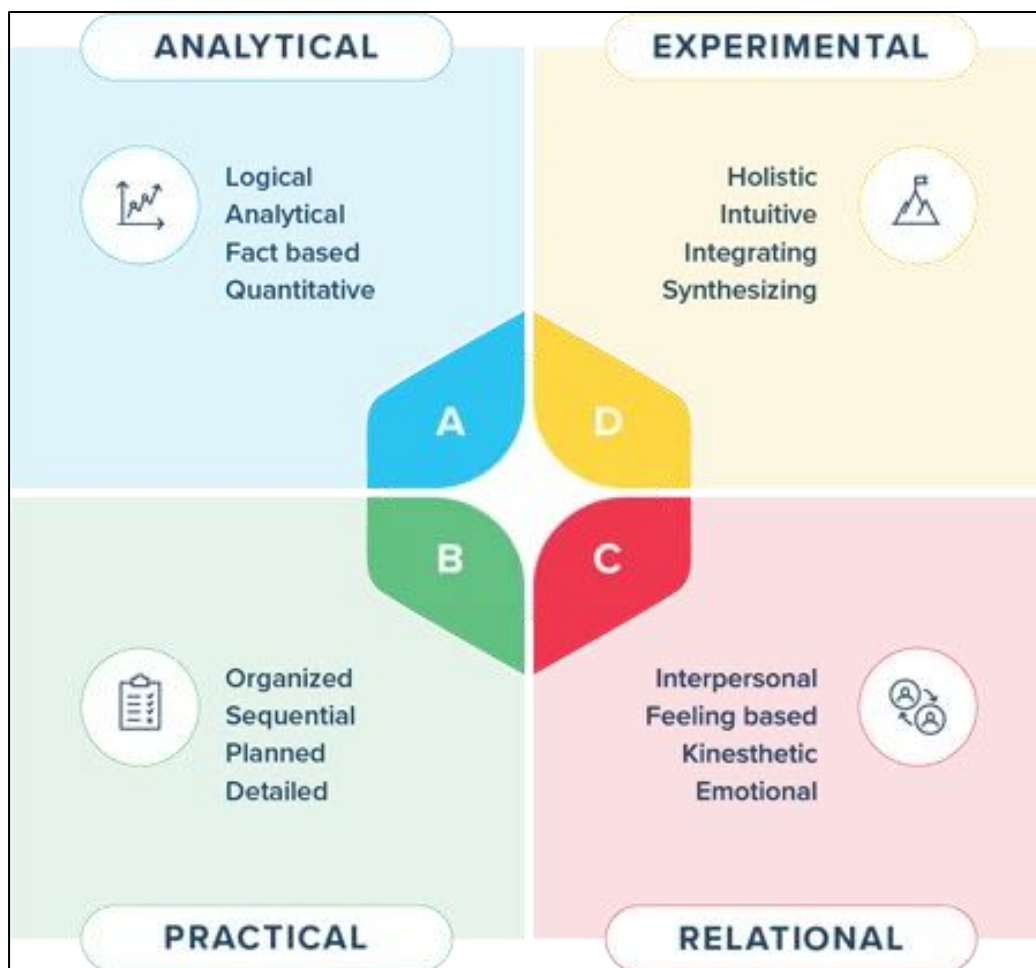 ANALYTICAL
Logical
Analytical
Fact based
Quantitative
A
EXPERIMENTAL
Holistic
Intuitive
Integrating
Synthesizing
D
B
Organized
Sequential
Planned
Detailed
PRACTICAL
C
Interpersonal
Feeling based
Kinesthetic
Emotional
RELATIONAL